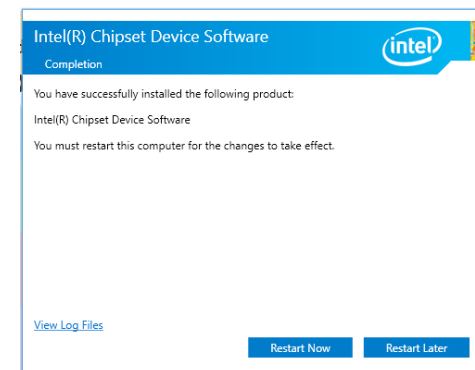 Intel(R) Chipset Device Software
intel
Completion
You have successfully installed the following product:
Intel(R) Chipset Device Software
You must restart this computer for the changes to take effect.
View Log Files
Restart Now
Restart Later